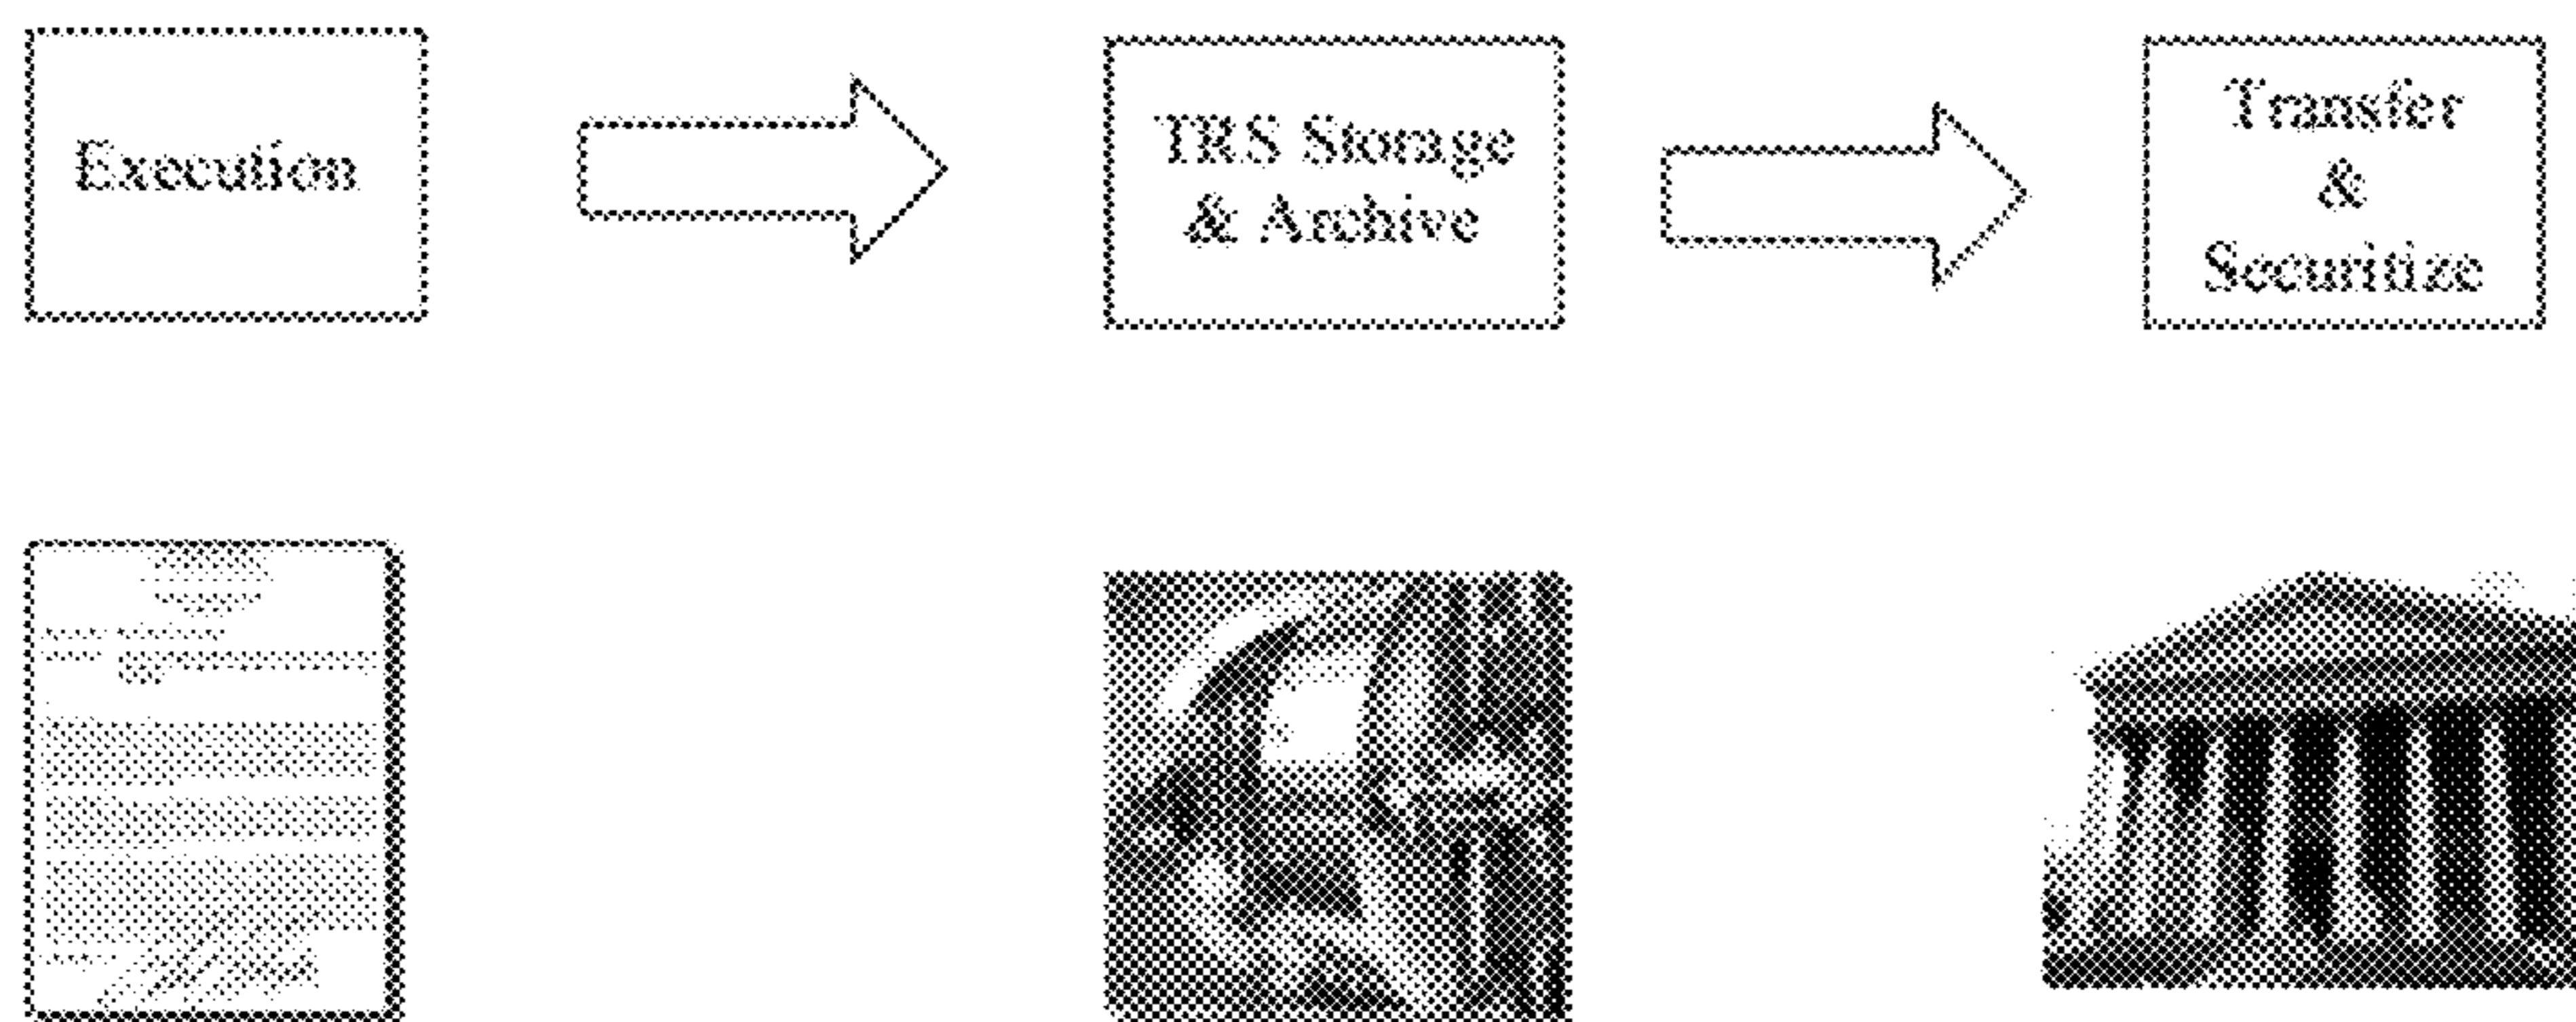 Execution
TRS Storage
& Archive
Transfer
&
Securitize